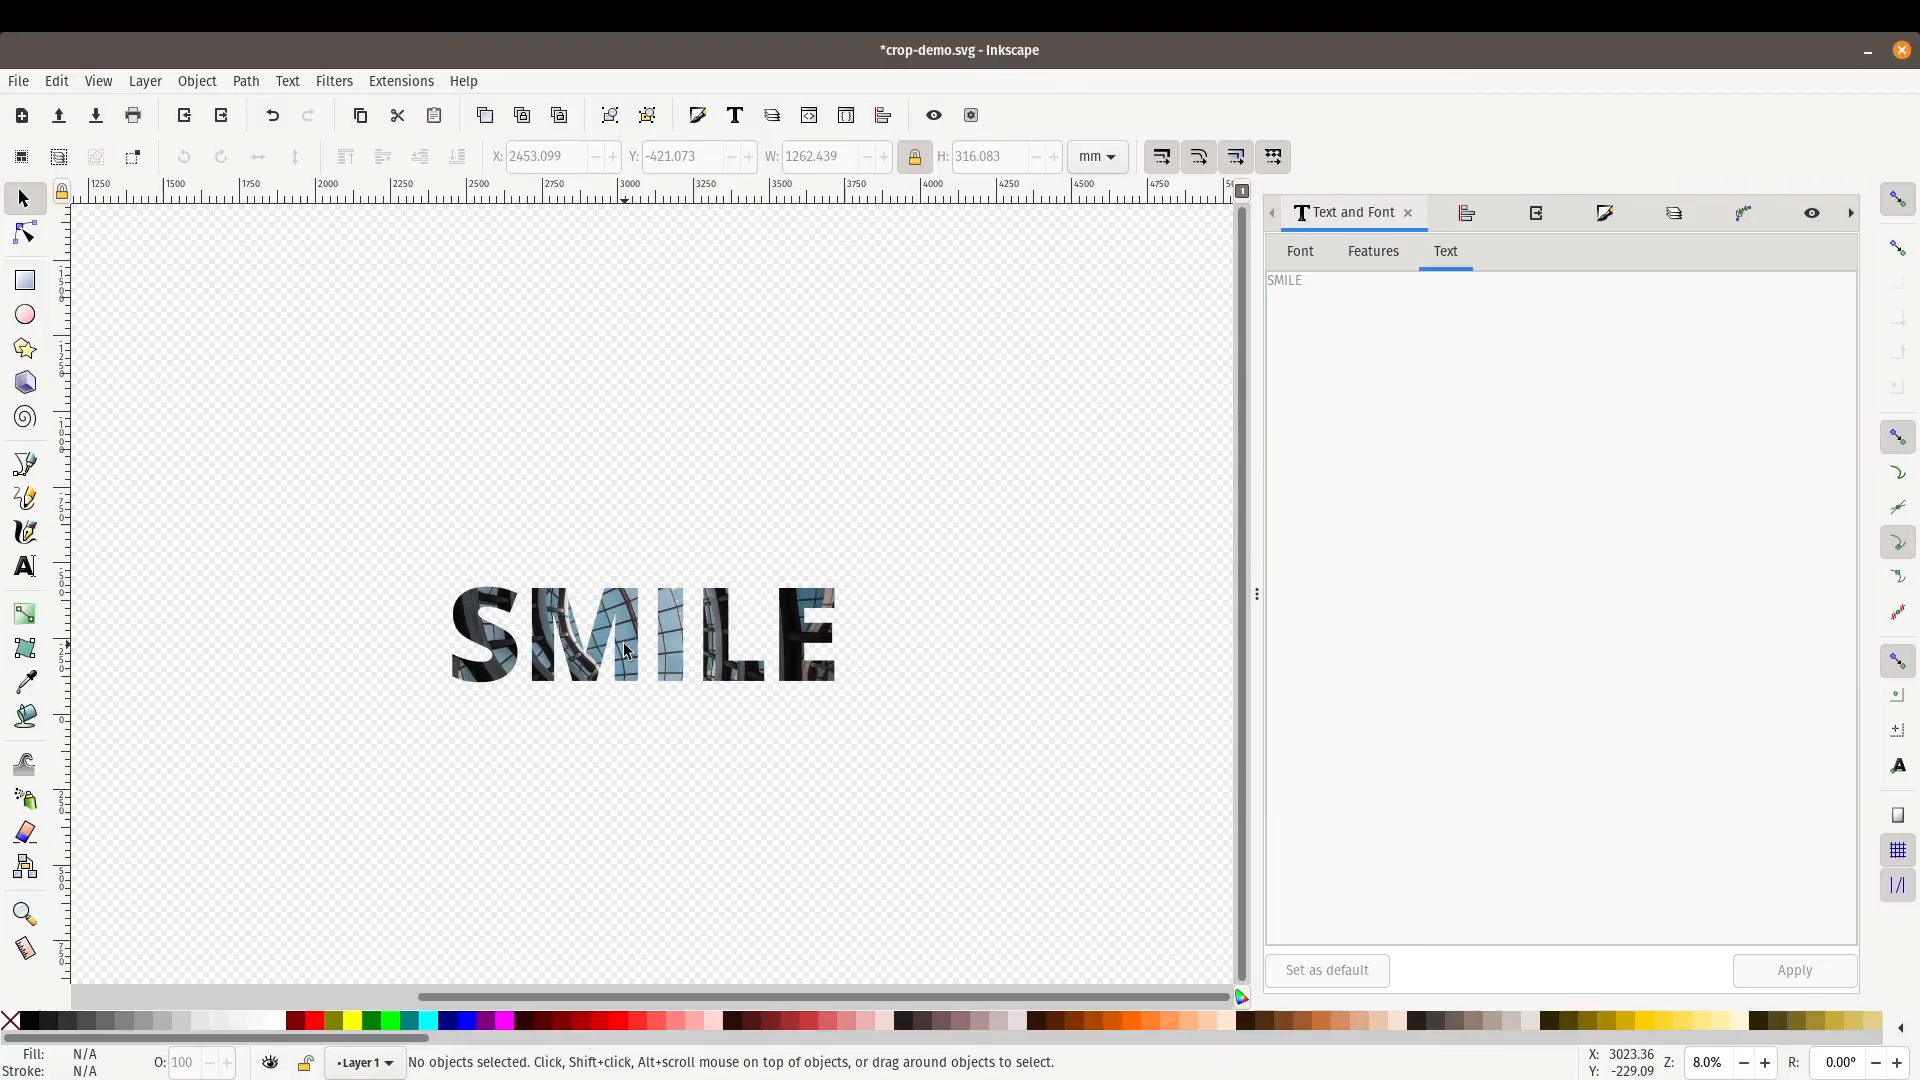 *crop-demo.svg - Inkscape
File Edit View Layer Object Path Text Filters Extensions Help
X: 2453.099 Y: -421.073 W: 1262.439 H: 316.083 mm
1250 1500 1750 2000 2250 2500 2750 3000 3250 3500 3750 4000 4250 4500 4750
1
Text and Font
Font Features Text
SMILE
SMILE
Set as default Apply
Fill: N/A
Stroke: N/A
O: 100
•Layer 1
No objects selected. Click, Shift+click, Alt+scroll mouse on top of objects, or drag around objects to select.
X: 3023.36
Y: -229.09
Z: 8.0%
R: 0.00°